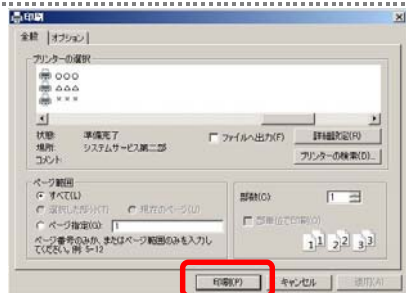 印刷
全般 オプション
プリンターの選択
○○○
△△△
×××
状態: 準備完了 ファイルへ出力(F) 詳細設定(R)
場所: システムサービス第二部
コメント: プリンターの検索(D)...
ページ範囲
すべて(L) 部数(C): 1
選択した部分(T) 現在のページ(U)
ページ指定(G): 1 部単位で印刷(O)
ページ番号のみか、またはページ範囲のみを入力し
てください。例: 5-12
1 1 2 2 3 3
印刷(P) キャンセル 適用(A)